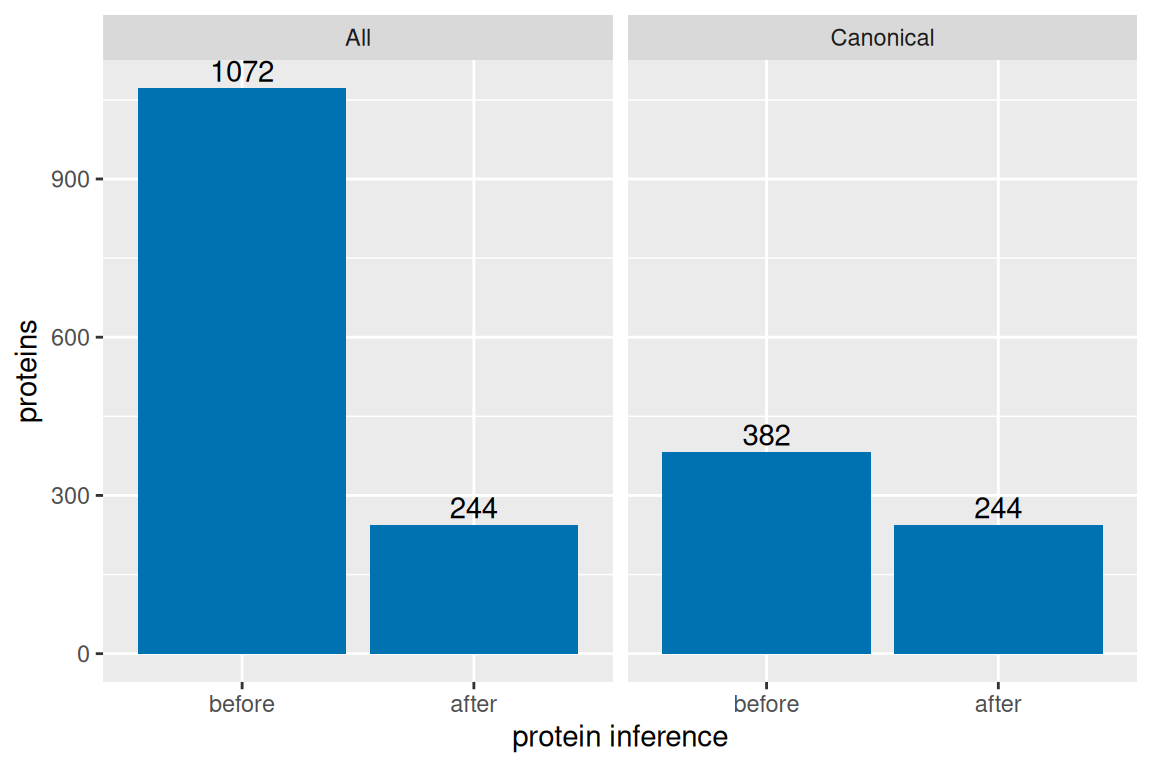 All
Canonical
1072
900
600
382
300
244
244
0
before
after
before
after
proteins
protein inference